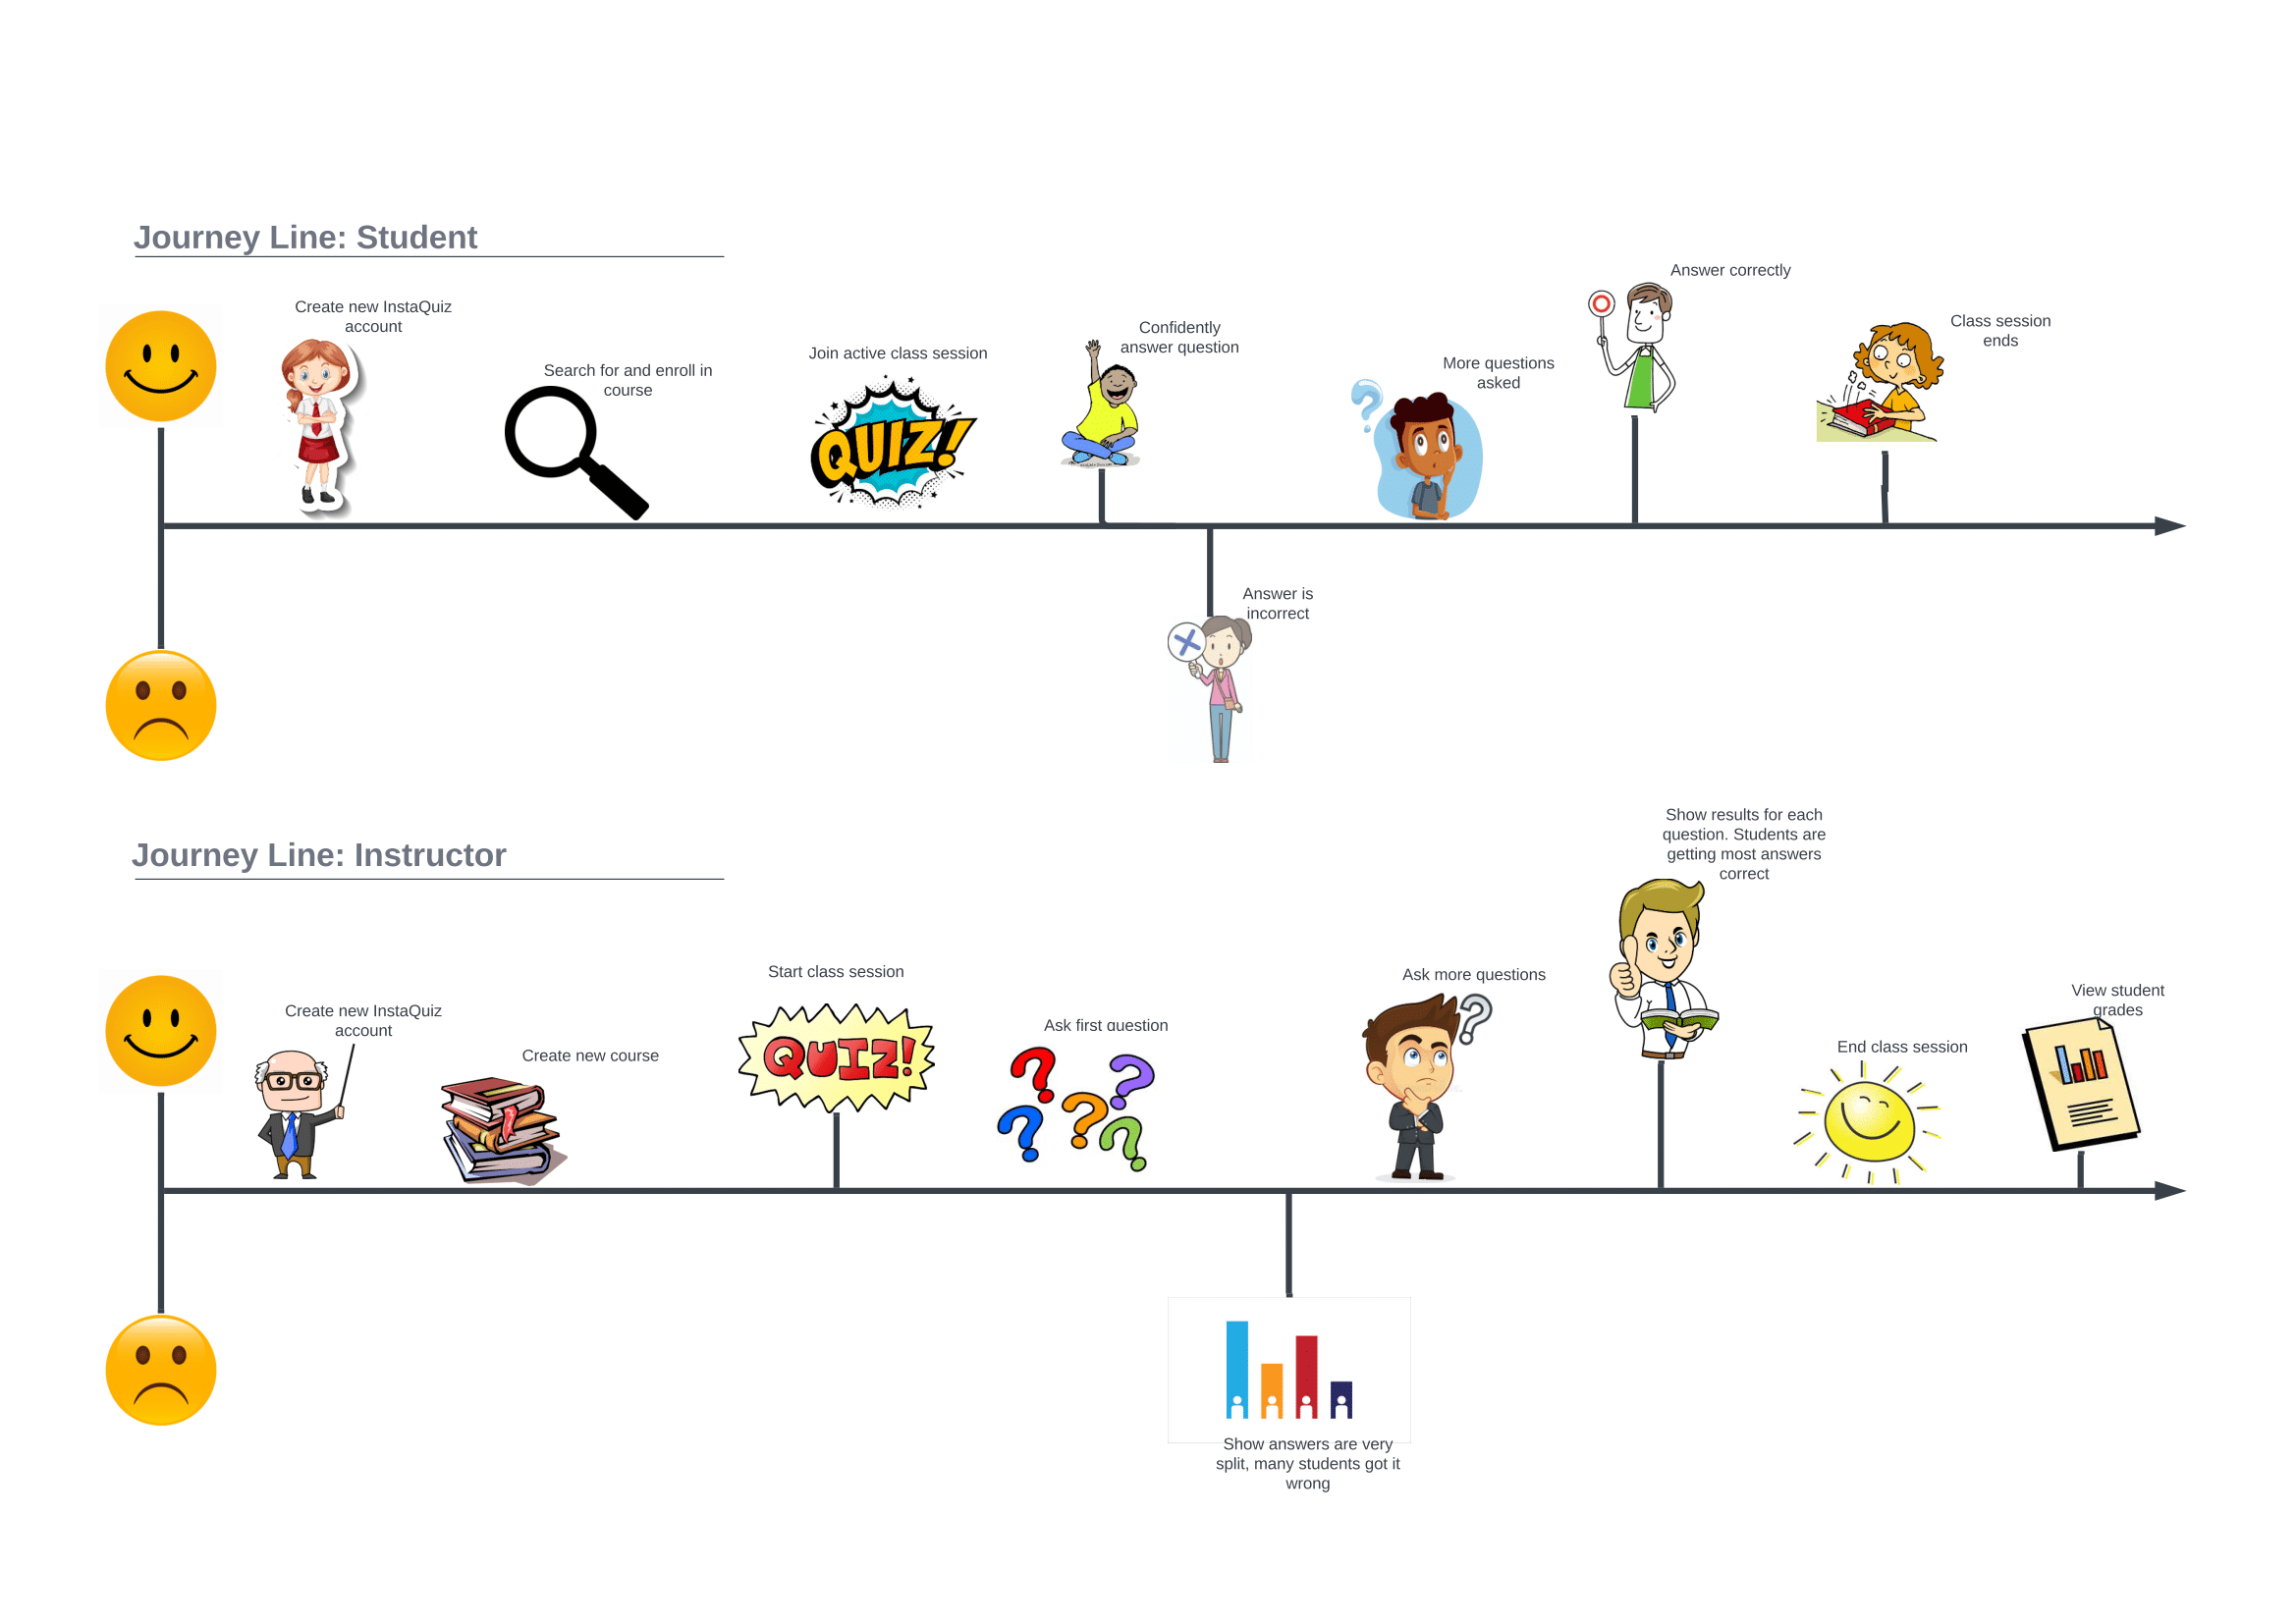 Journey Line: Student
Create new InstaQuiz
account
Search for and enroll in
course
Join active class session
QUIZ!
Confidently
answer question
More questions
asked
Answer correctly
Class session
ends
Answer is
incorrect
Journey Line: Instructor
Create new InstaQuiz
account
Create new course
Start class session
QUIZ!
Ask first question
Ask more questions
Show results for each
question. Students are
getting most answers
correct
End class session
View student
grades
Show answers are very
split, many students got it
wrong